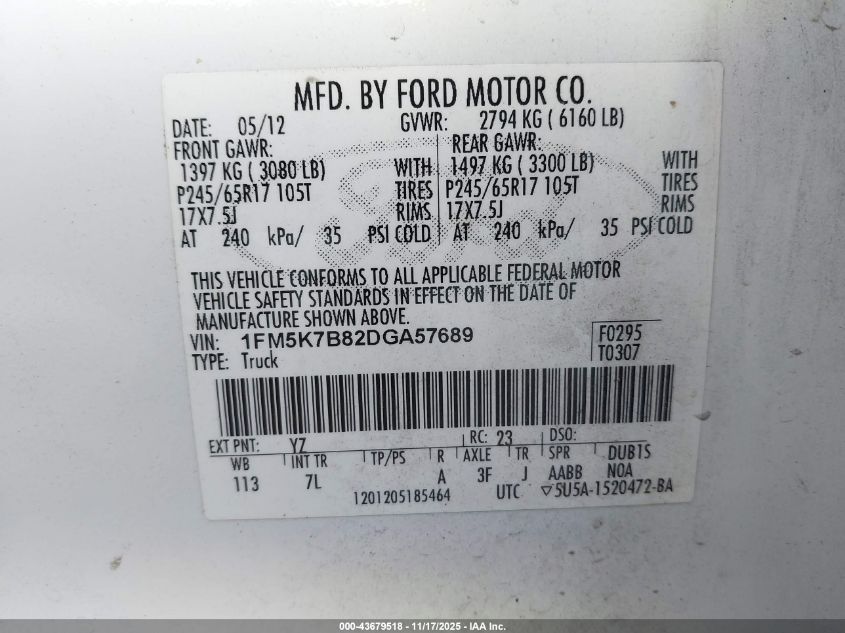 MFD. BY FORD MOTOR CO.
DATE: 05/12 GVWR: 2794 KG ( 6160 LB)
FRONT GAWR: REAR GAWR:
1397 KG ( 3080 LB) WITH 1497 KG ( 3300 LB) WITH
P245/65R17 105T TIRES P245/65R17 105T TIRES
17X7.5J RIMS 17X7.5J RIMS
AT 240 kPa/ 35 PSI COLD AT 240 kPa/ 35 PSI COLD
THIS VEHICLE CONFORMS TO ALL APPLICABLE FEDERAL MOTOR
VEHICLE SAFETY STANDARDS IN EFFECT ON THE DATE OF
MANUFACTURE SHOWN ABOVE.
VIN: 1FM5K7B82DGA57689 F0295
TYPE: Truck T0307
EXT PNT: YZ RC: 23 DSO:
WB INT TR TP/PS R AXLE TR SPR DUB1S
113 7L A 3F J AABB N0A
1201205185464 UTC ▽5U5A-1520472-BA
000-43679518 - 11/17/2025 - IAA Inc.